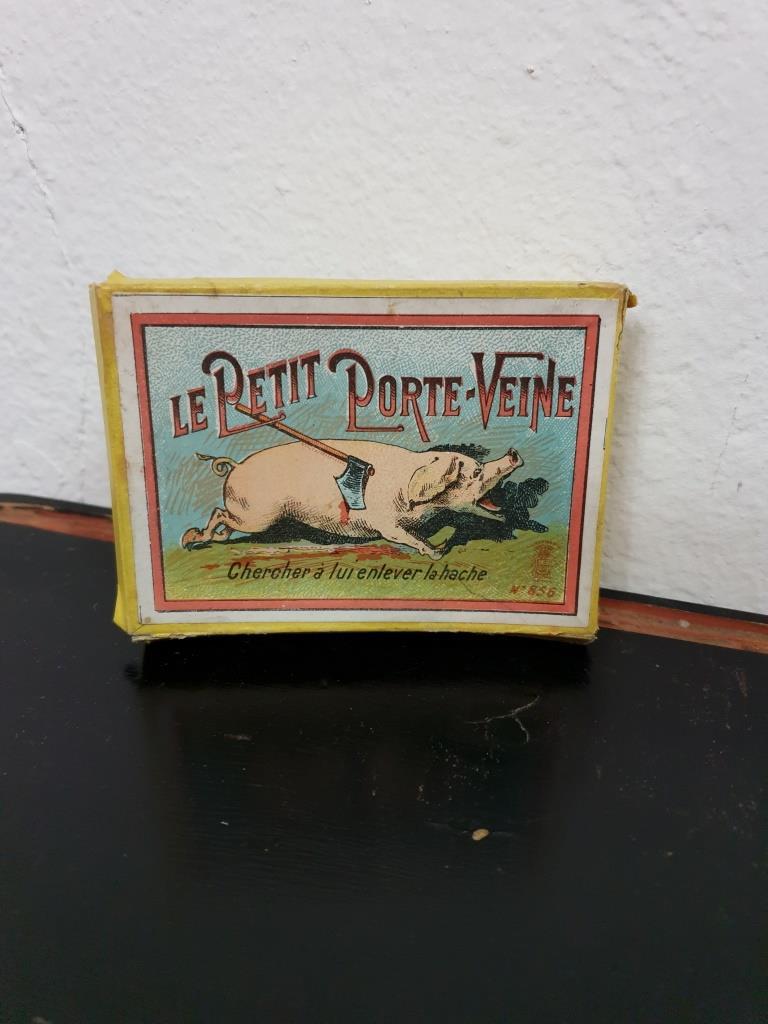 LE PETIT PORTE-VEINE
Chercher à lui enlever la hache